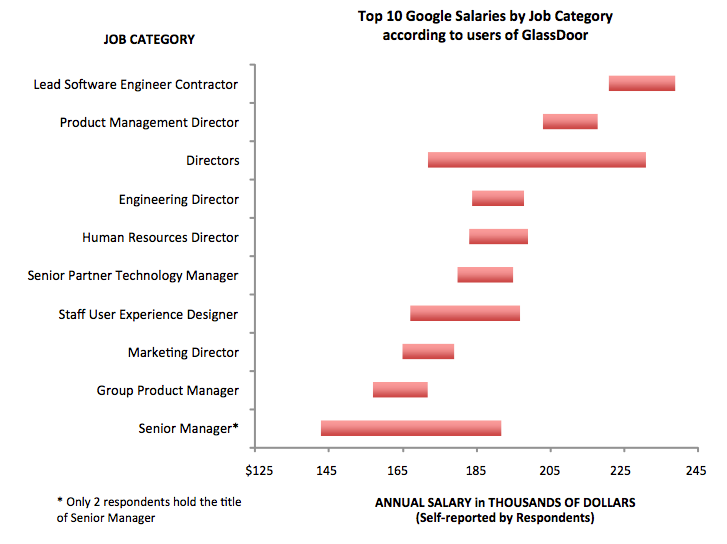 Top 10 Google Salaries by Job Category
according to users of GlassDoor
JOB CATEGORY
Lead Software Engineer Contractor
Product Management Director
Directors
Engineering Director
Human Resources Director
Senior Partner Technology Manager
Staff User Experience Designer
Marketing Director
Group Product Manager
Senior Manager*
$125 145 165 185 205 225 245
* Only 2 respondents hold the title
of Senior Manager
ANNUAL SALARY in THOUSANDS OF DOLLARS
(Self-reported by Respondents)